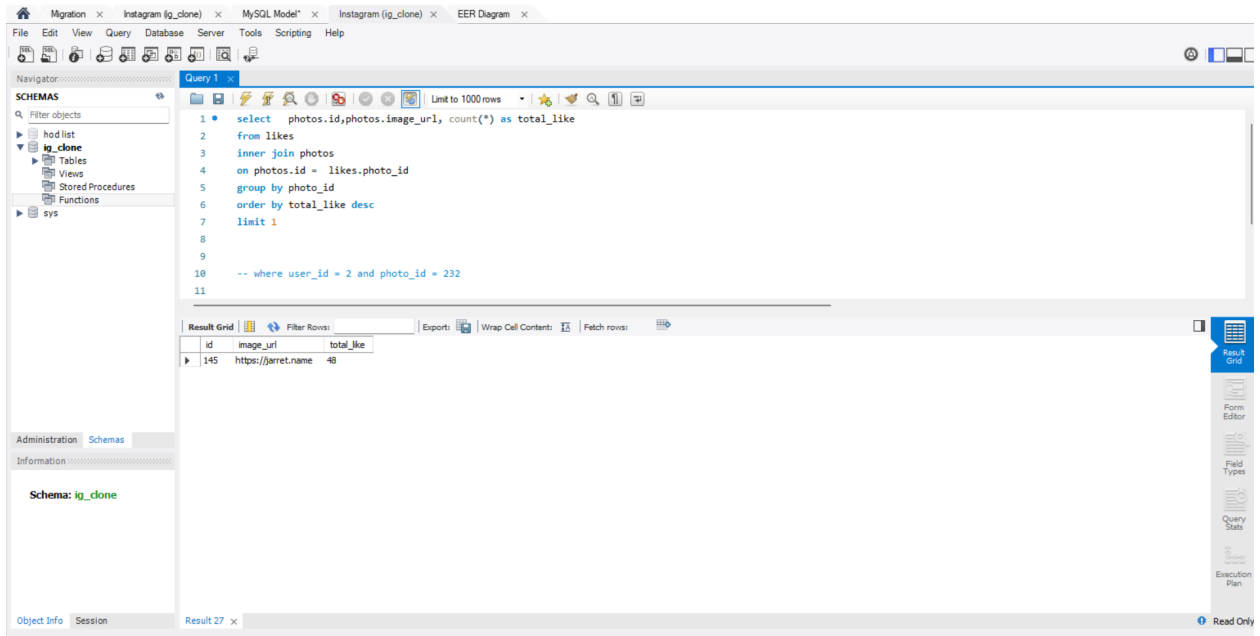 Migration × Instagram (ig_clone) × MySQL Model* × Instagram (ig_clone) × EER Diagram ×
File Edit View Query Database Server Tools Scripting Help
Navigator
Query 1 ×
SCHEMAS
Limit to 1000 rows
Filter objects
hod list
ig_clone
Tables
Views
Stored Procedures
Functions
sys
1 select photos.id,photos.image_url, count(*) as total_like
2 from likes
3 inner join photos
4 on photos.id = likes.photo_id
5 group by photo_id
6 order by total_like desc
7 limit 1
8
9
10 -- where user_id = 2 and photo_id = 232
11
Result Grid Filter Rows: Export: Wrap Cell Content: Fetch rows:
id image_url total_like
145 https://jarret.name 48
Result Grid
Form Editor
Field Types
Query Stats
Execution Plan
Administration Schemas
Information
Schema: ig_clone
Object Info Session
Result 27 ×
Read Only